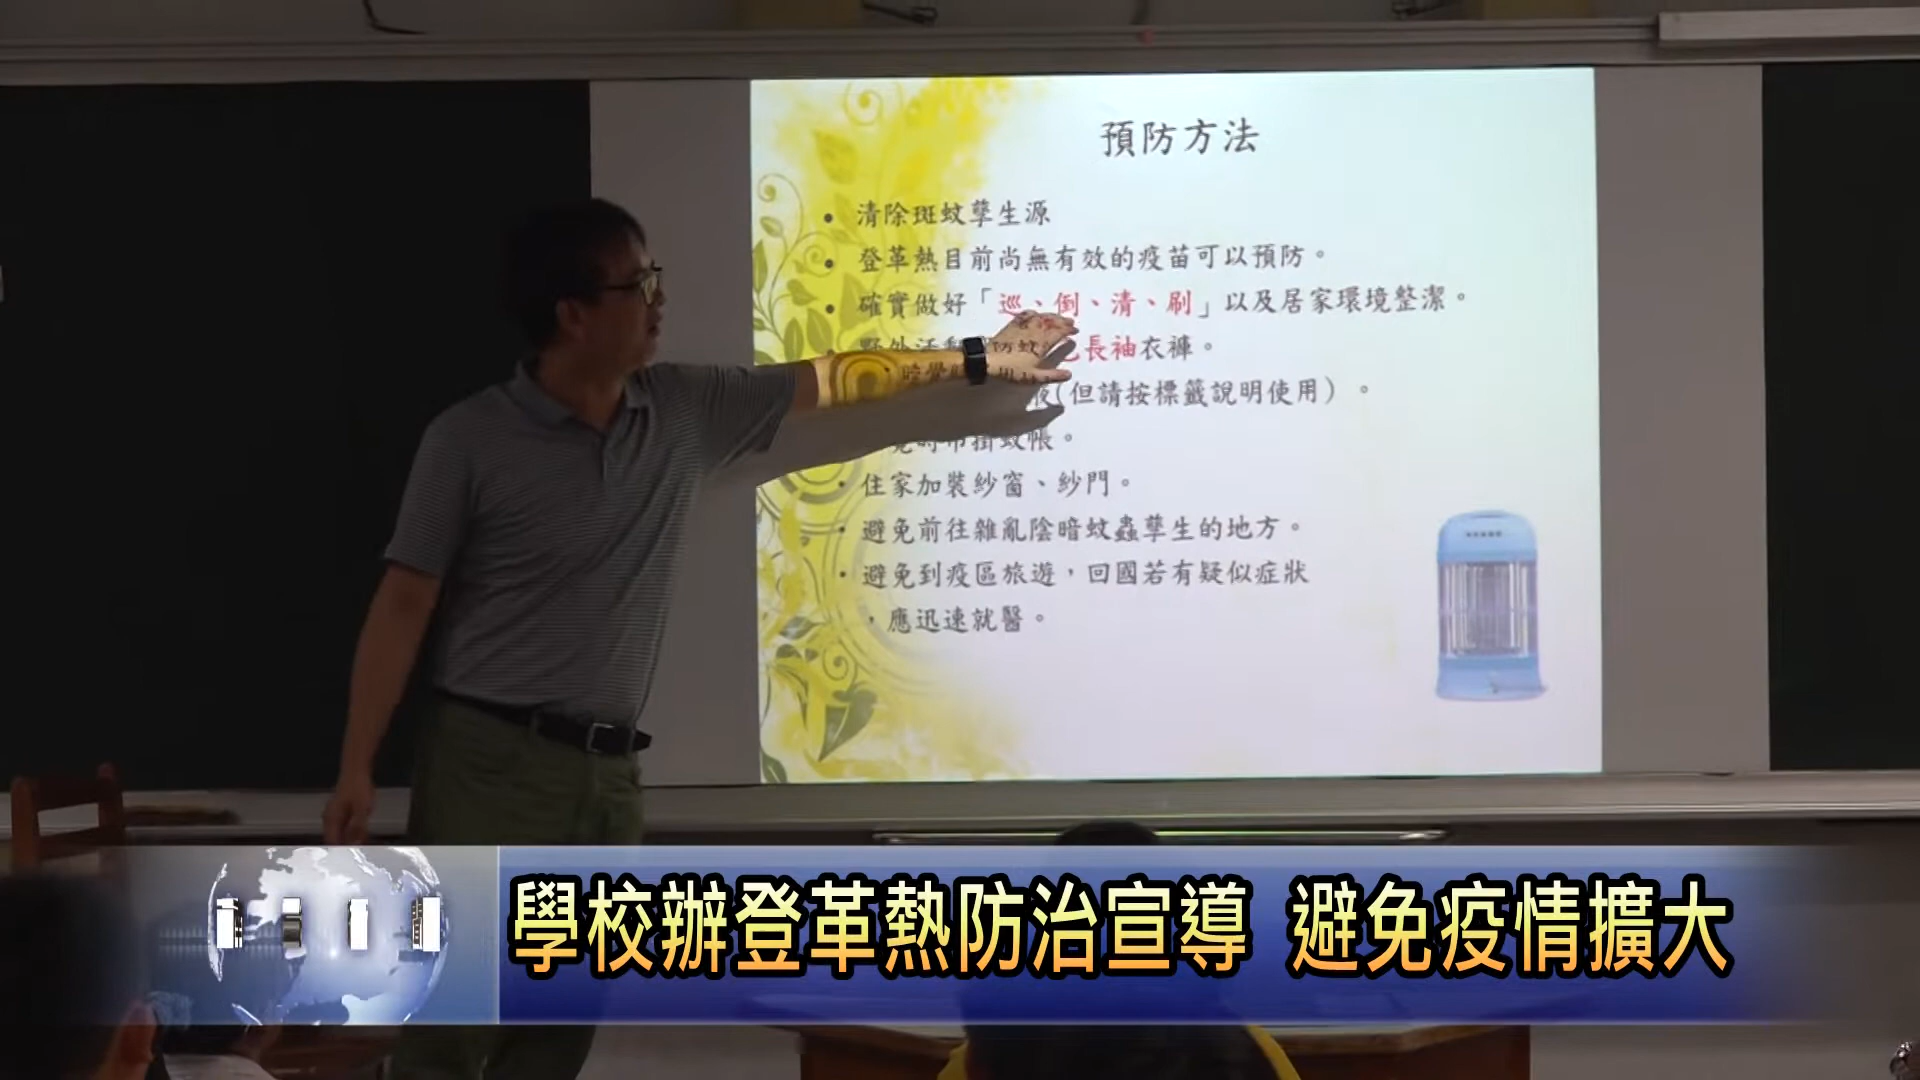 預防方法
清除斑蚊孳生源
登革熱目前尚無有效的疫苗可以預防。
確實做好「巡、倒、清、刷」以及居家環境整潔。
長袖衣褲。
(但請按標籤說明使用)。
蚊帳。
住家加裝紗窗、紗門。
避免前往雜亂陰暗蚊蟲孳生的地方。
避免到疫區旅遊,回國若有疑似症狀
,應迅速就醫。
學校辦登革熱防治宣導 避免疫情擴大